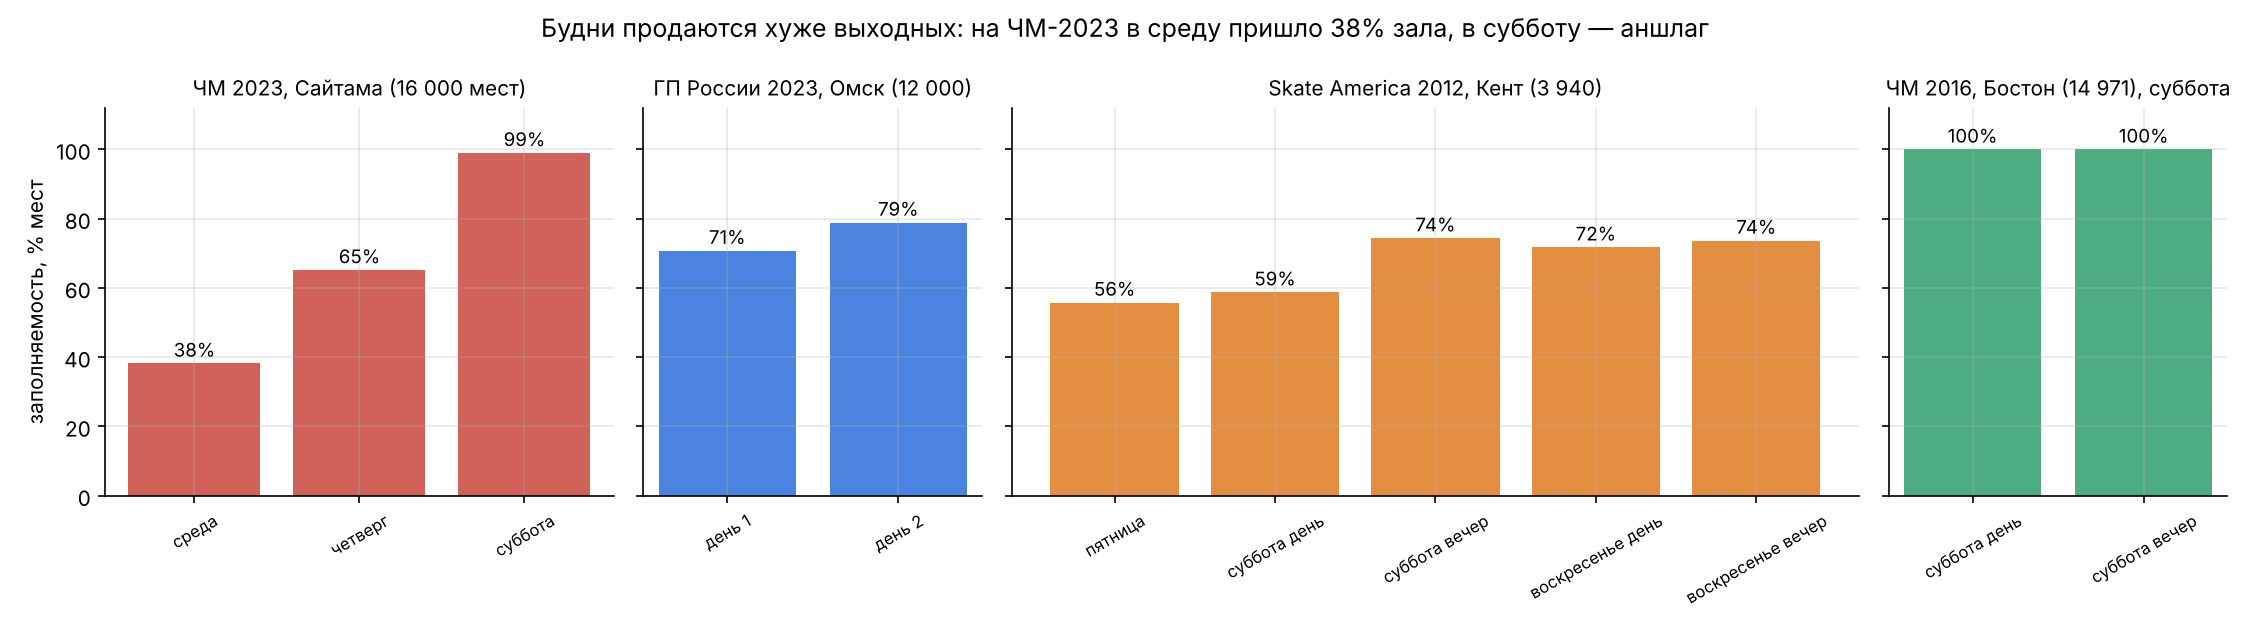 Будни продаются хуже выходных: на ЧМ-2023 в среду пришло 38% зала, в субботу — аншлаг
ЧМ 2023, Сайтама (16 000 мест)
заполняемость, % мест
100
80
60
40
20
0
38%
65%
99%
среда
четверг
суббота
ГП России 2023, Омск (12 000)
71%
79%
день 1
день 2
Skate America 2012, Кент (3 940)
56%
59%
74%
72%
74%
пятница
суббота день
суббота вечер
воскресенье день
воскресенье вечер
ЧМ 2016, Бостон (14 971), суббота
100%
100%
суббота день
суббота вечер